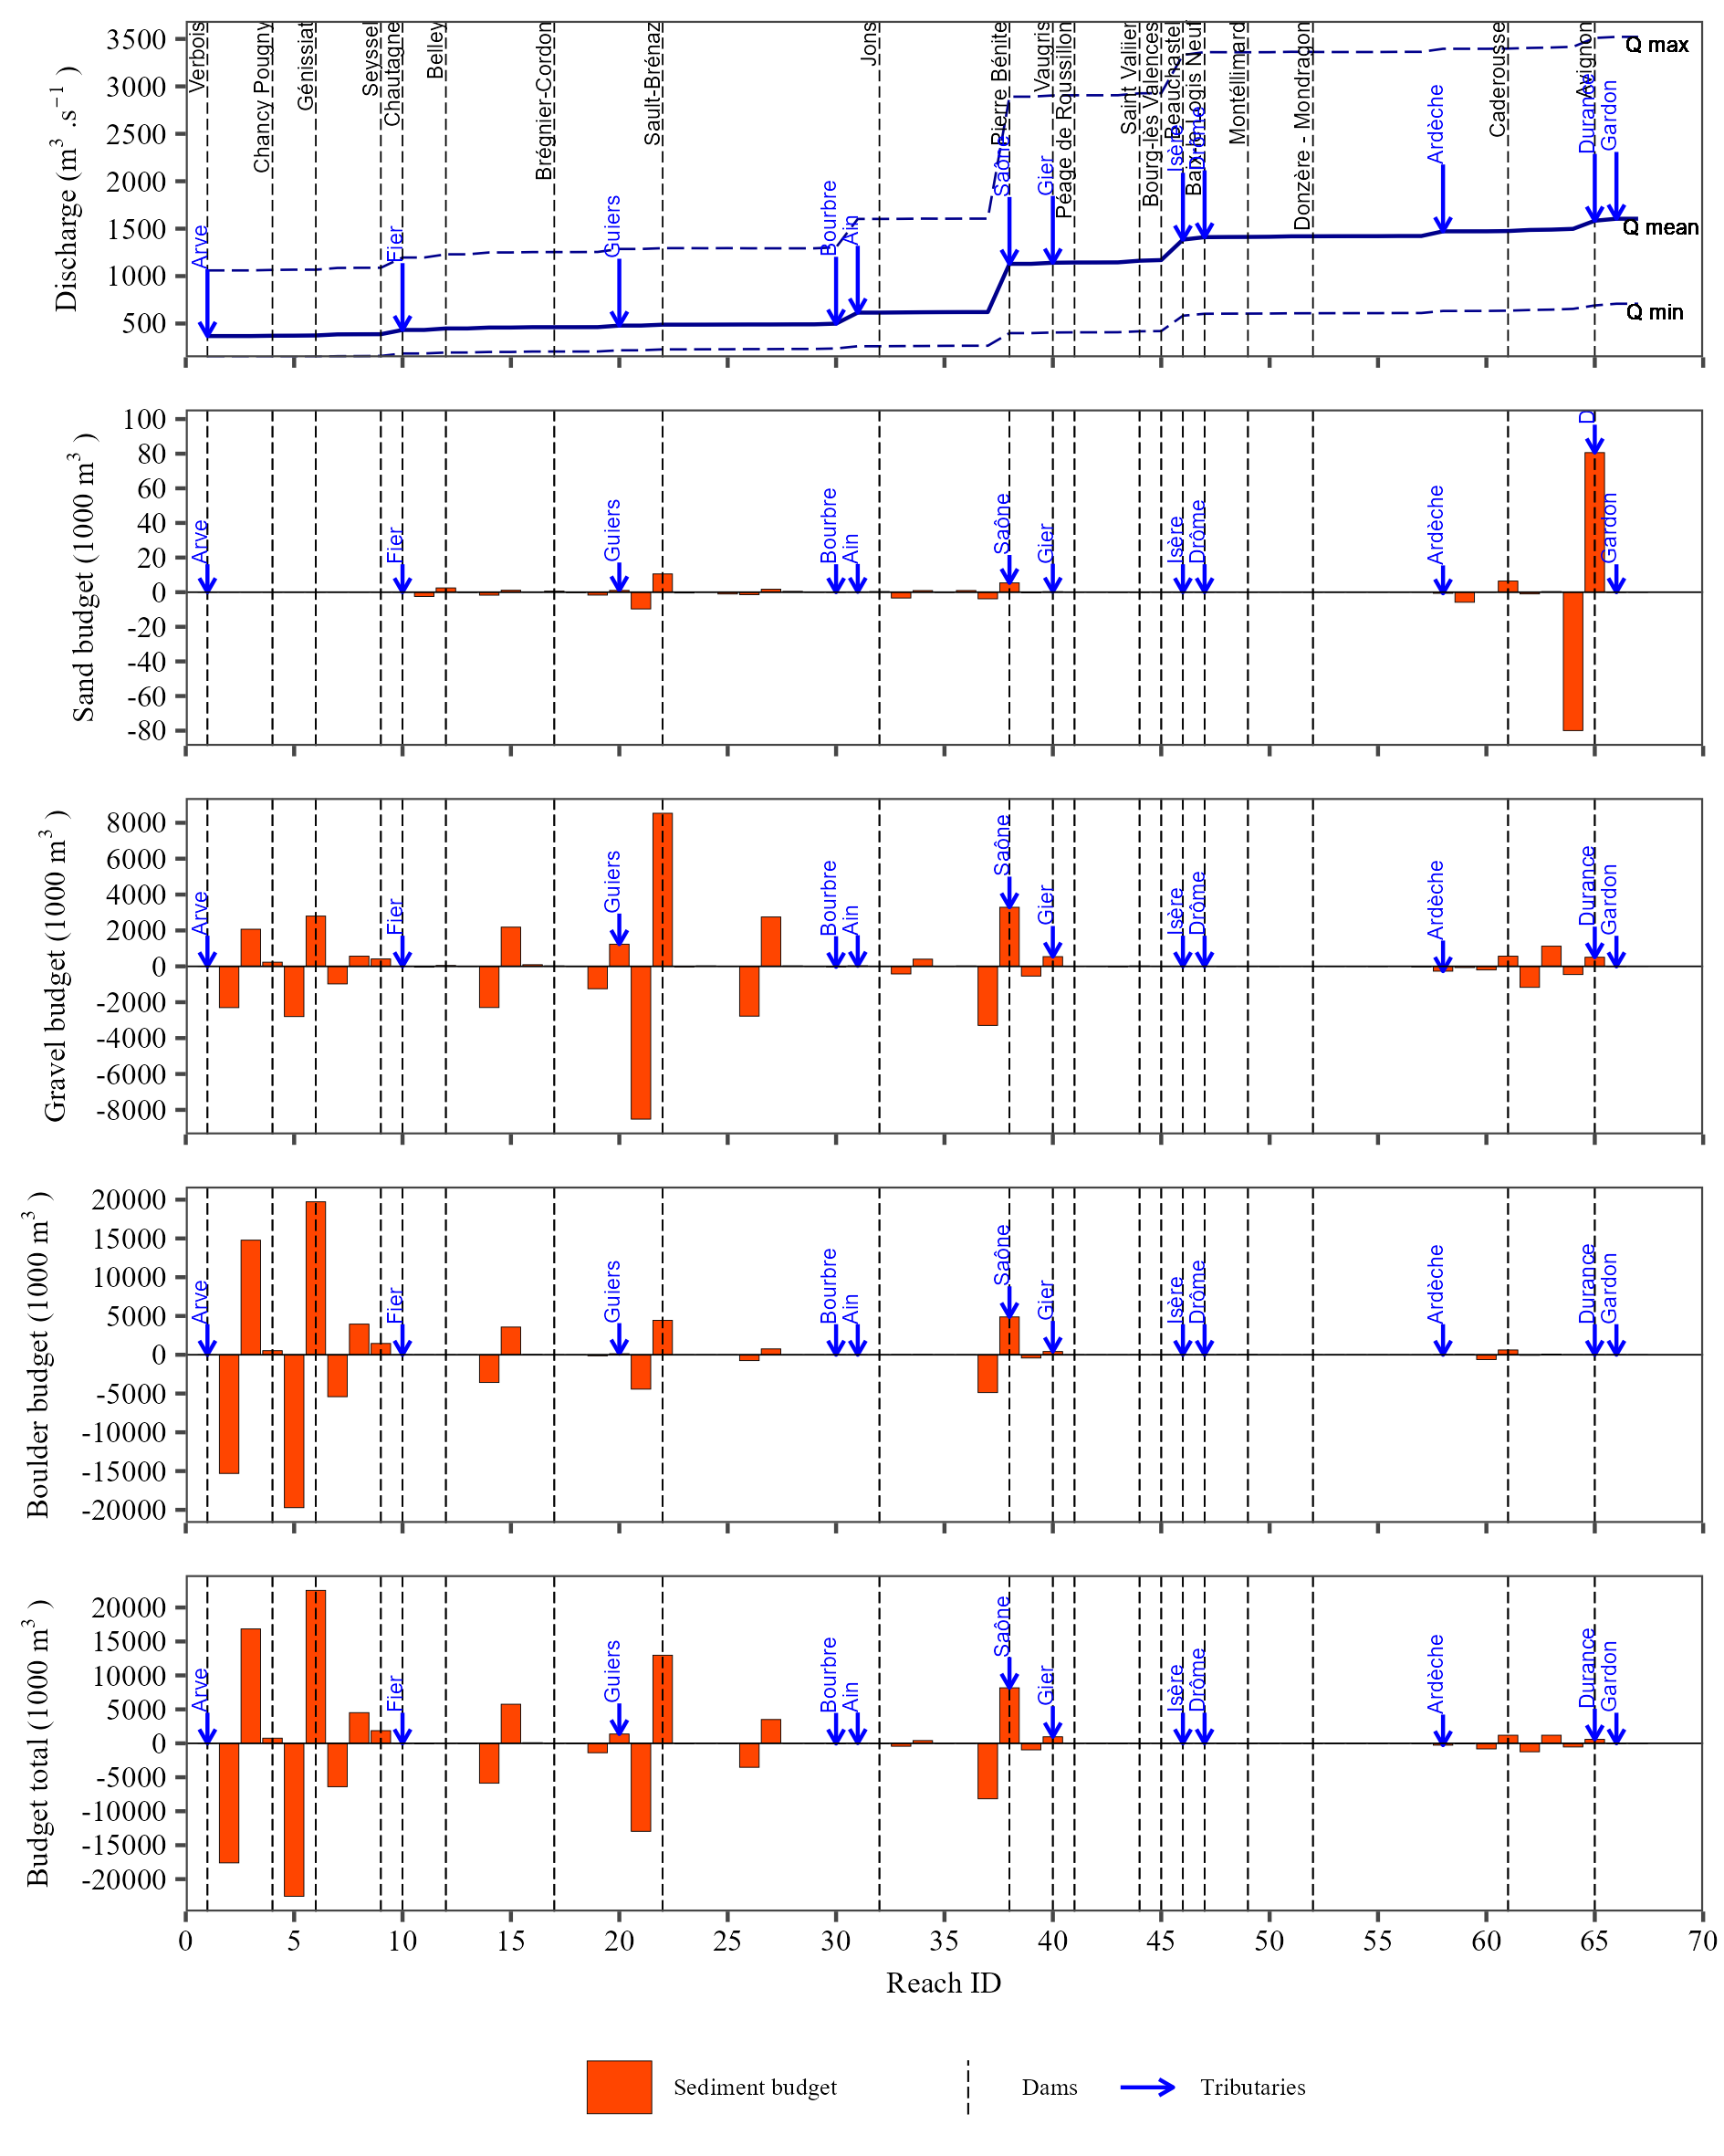 Discharge (m³ .s⁻¹ )
3500
3000
2500
2000
1500
1000
500
Verbois
Chancy Pougny
Génissiat
Seyssel
Chautagne
Belley
Brégnier-Cordon
Sault-Brénaz
Jons
Pierre Bénite
Vaugris
Péage de Roussillon
Saint Vallier
Bourg-lès Valences
Beauchastel
Baix-le Logis Neuf
Montélimard
Donzère - Mondragon
Caderousse
Avignon
Arve
Fier
Guiers
Bourbre
Ain
Saône
Gier
Isère
Drôme
Ardèche
Durance
Gardon
Q max
Q mean
Q min
Sand budget (1000 m³ )
100
80
60
40
20
0
-20
-40
-60
-80
Arve
Fier
Guiers
Bourbre
Ain
Saône
Gier
Isère
Drôme
Ardèche
D
Gardon
Gravel budget (1000 m³ )
8000
6000
4000
2000
0
-2000
-4000
-6000
-8000
Arve
Fier
Guiers
Bourbre
Ain
Saône
Gier
Isère
Drôme
Ardèche
Durance
Gardon
Boulder budget (1000 m³ )
20000
15000
10000
5000
0
-5000
-10000
-15000
-20000
Arve
Fier
Guiers
Bourbre
Ain
Saône
Gier
Isère
Drôme
Ardèche
Durance
Gardon
Budget total (1000 m³ )
20000
15000
10000
5000
0
-5000
-10000
-15000
-20000
Arve
Fier
Guiers
Bourbre
Ain
Saône
Gier
Isère
Drôme
Ardèche
Durance
Gardon
0 5 10 15 20 25 30 35 40 45 50 55 60 65 70
Reach ID
Sediment budget Dams Tributaries